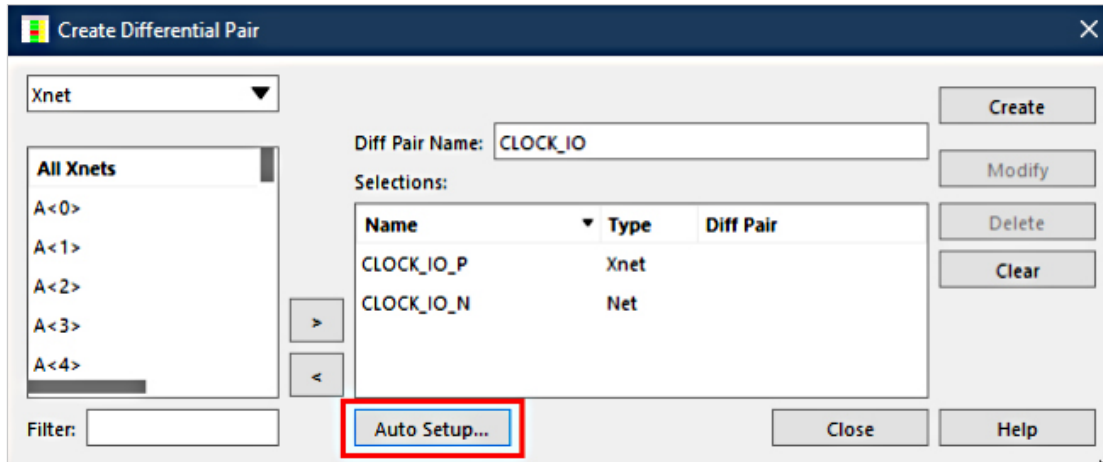 Create Differential Pair
Xnet
All Xnets
A<0>
A<1>
A<2>
A<3>
A<4>
Filter:
>
<
Diff Pair Name: CLOCK_IO
Selections:
Name Type Diff Pair
CLOCK_IO_P Xnet
CLOCK_IO_N Net
Auto Setup...
Close
Create
Modify
Delete
Clear
Help